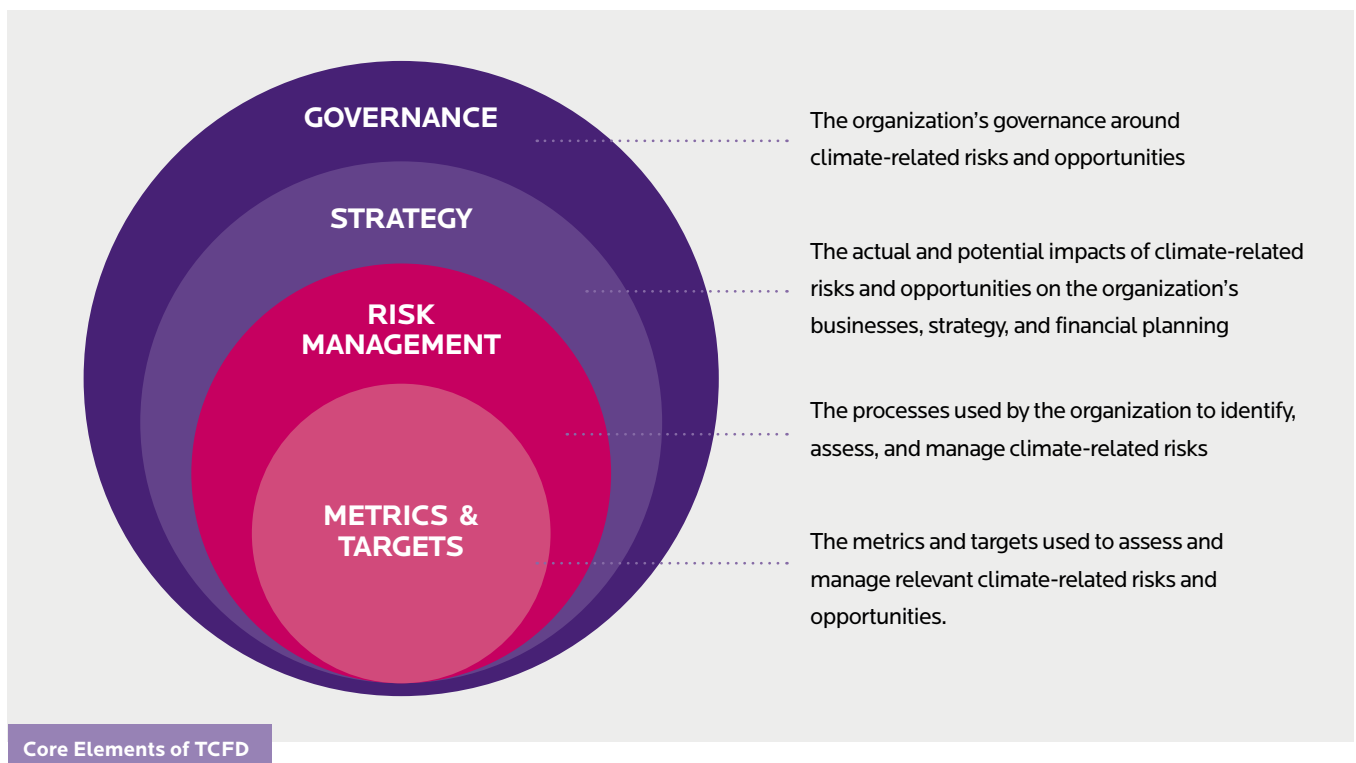 GOVERNANCE
The organization’s governance around
climate-related risks and opportunities
STRATEGY
The actual and potential impacts of climate-related
risks and opportunities on the organization’s
businesses, strategy, and financial planning
RISK
MANAGEMENT
The processes used by the organization to identify,
assess, and manage climate-related risks
METRICS &
TARGETS
The metrics and targets used to assess and
manage relevant climate-related risks and
opportunities.
Core Elements of TCFD